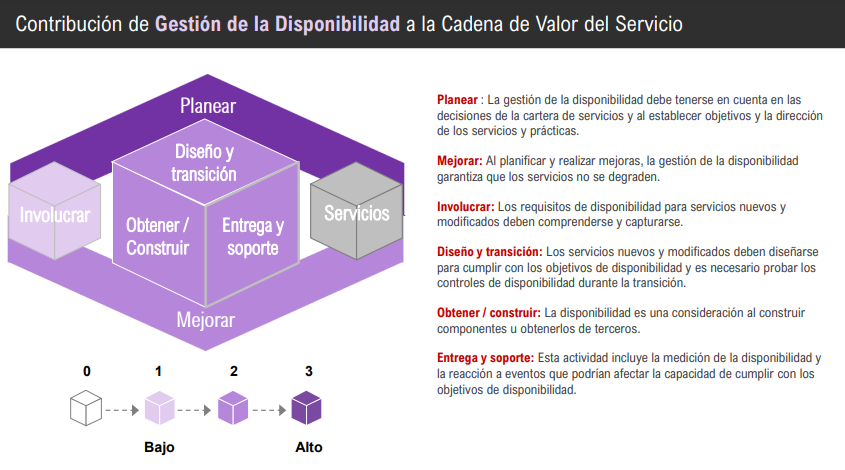 Contribución de Gestión de la Disponibilidad a la Cadena de Valor del Servicio
Planear
Diseño y
transición
Involucrar
Obtener /
Construir
Entrega y
soporte
Servicios
Mejorar
0 1 2 3
Bajo Alto
Planear : La gestión de la disponibilidad debe tenerse en cuenta en las
decisiones de la cartera de servicios y al establecer objetivos y la dirección
de los servicios y prácticas.
Mejorar: Al planificar y realizar mejoras, la gestión de la disponibilidad
garantiza que los servicios no se degraden.
Involucrar: Los requisitos de disponibilidad para servicios nuevos y
modificados deben comprenderse y capturarse.
Diseño y transición: Los servicios nuevos y modificados deben diseñarse
para cumplir con los objetivos de disponibilidad y es necesario probar los
controles de disponibilidad durante la transición.
Obtener / construir: La disponibilidad es una consideración al construir
componentes u obtenerlos de terceros.
Entrega y soporte: Esta actividad incluye la medición de la disponibilidad y
la reacción a eventos que podrían afectar la capacidad de cumplir con los
objetivos de disponibilidad.